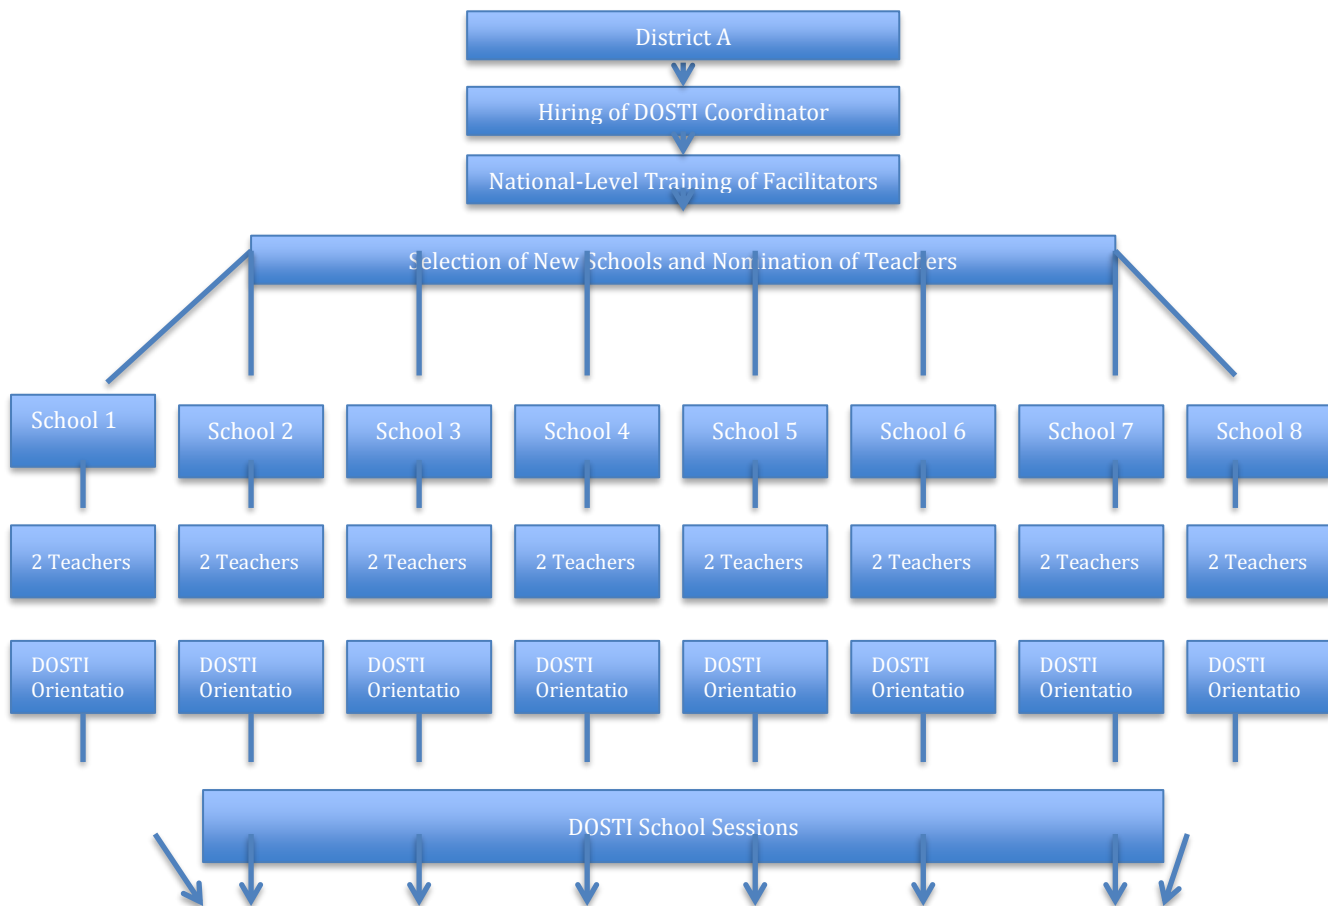 District A
Hiring of DOSTI Coordinator
National-Level Training of Facilitators
Selection of New Schools and Nomination of Teachers
School 1
School 2
School 3
School 4
School 5
School 6
School 7
School 8
2 Teachers
2 Teachers
2 Teachers
2 Teachers
2 Teachers
2 Teachers
2 Teachers
2 Teachers
DOSTI
Orientatio
DOSTI
Orientatio
DOSTI
Orientatio
DOSTI
Orientatio
DOSTI
Orientatio
DOSTI
Orientatio
DOSTI
Orientatio
DOSTI
Orientatio
DOSTI School Sessions